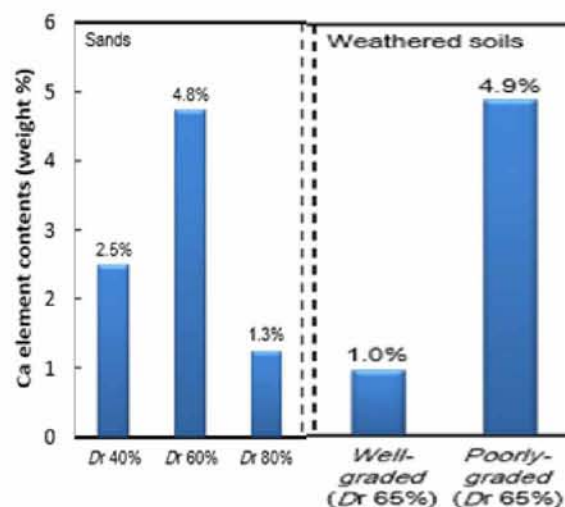 Ca element contents (weight %)
6
5
4
3
2
1
0
Sands
2.5%
4.8%
1.3%
Dr 40% Dr 60% Dr 80%
Weathered soils
1.0%
4.9%
Well-
graded
(Dr 65%)
Poorly-
graded
(Dr 65%)